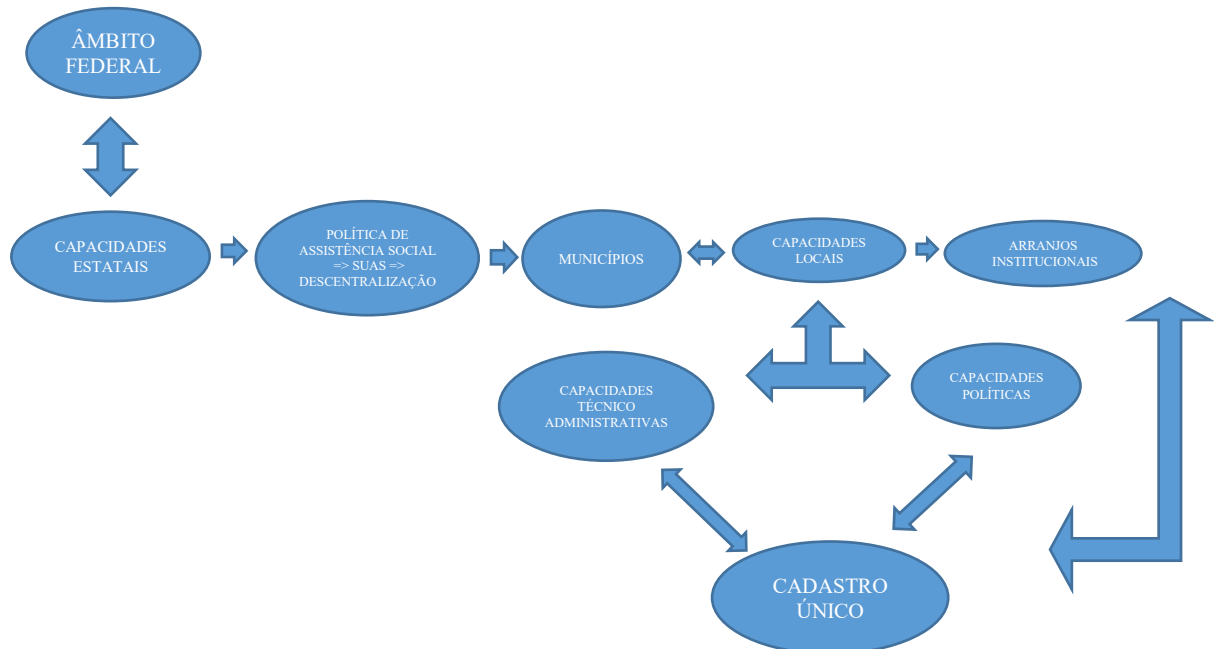 ÂMBITO
FEDERAL
CAPACIDADES
ESTATAIS
POLÍTICA DE
ASSISTÊNCIA SOCIAL
=> SUAS =>
DESCENTRALIZAÇÃO
MUNICÍPIOS
CAPACIDADES
LOCAIS
ARRANJOS
INSTITUCIONAIS
CAPACIDADES
TÉCNICO
ADMINISTRATIVAS
CAPACIDADES
POLÍTICAS
CADASTRO
ÚNICO